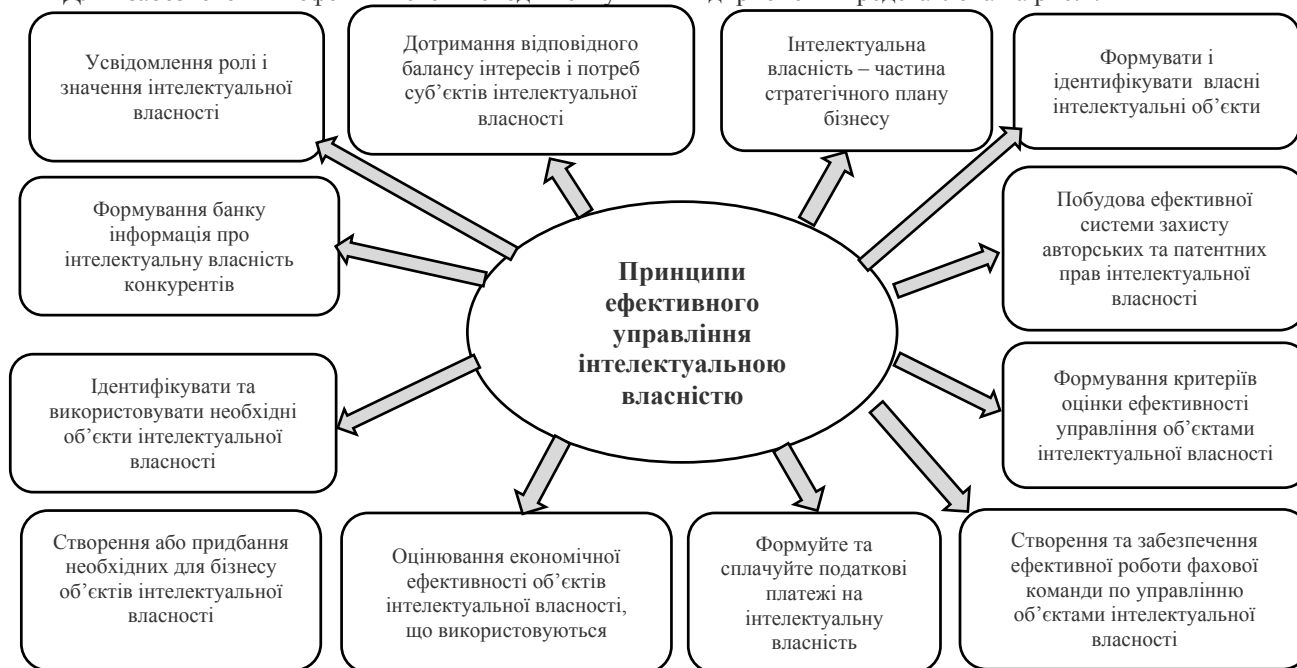 Усвідомлення ролі і
значення інтелектуальної
власності
Дотримання відповідного
балансу інтересів і потреб
суб’єктів інтелектуальної
власності
Інтелектуальна
власність – частина
стратегічного плану
бізнесу
Формувати і
ідентифікувати власні
інтелектуальні об’єкти
Формування банку
інформація про
інтелектуальну власність
конкурентів
Принципи
ефективного
управління
інтелектуальною
власністю
Побудова ефективної
системи захисту
авторських та патентних
прав інтелектуальної
власності
Ідентифікувати та
використовувати необхідні
об’єкти інтелектуальної
власності
Формування критеріїв
оцінки ефективності
управління об’єктами
інтелектуальної власності
Створення або придбання
необхідних для бізнесу
об’єктів інтелектуальної
власності
Оцінювання економічної
ефективності об’єктів
інтелектуальної власності,
що використовуються
Формуйте та
сплачуйте податкові
платежі на
інтелектуальну
власність
Створення та забезпечення
ефективної роботи фахової
команди по управлінню
об’єктами інтелектуальної
власності